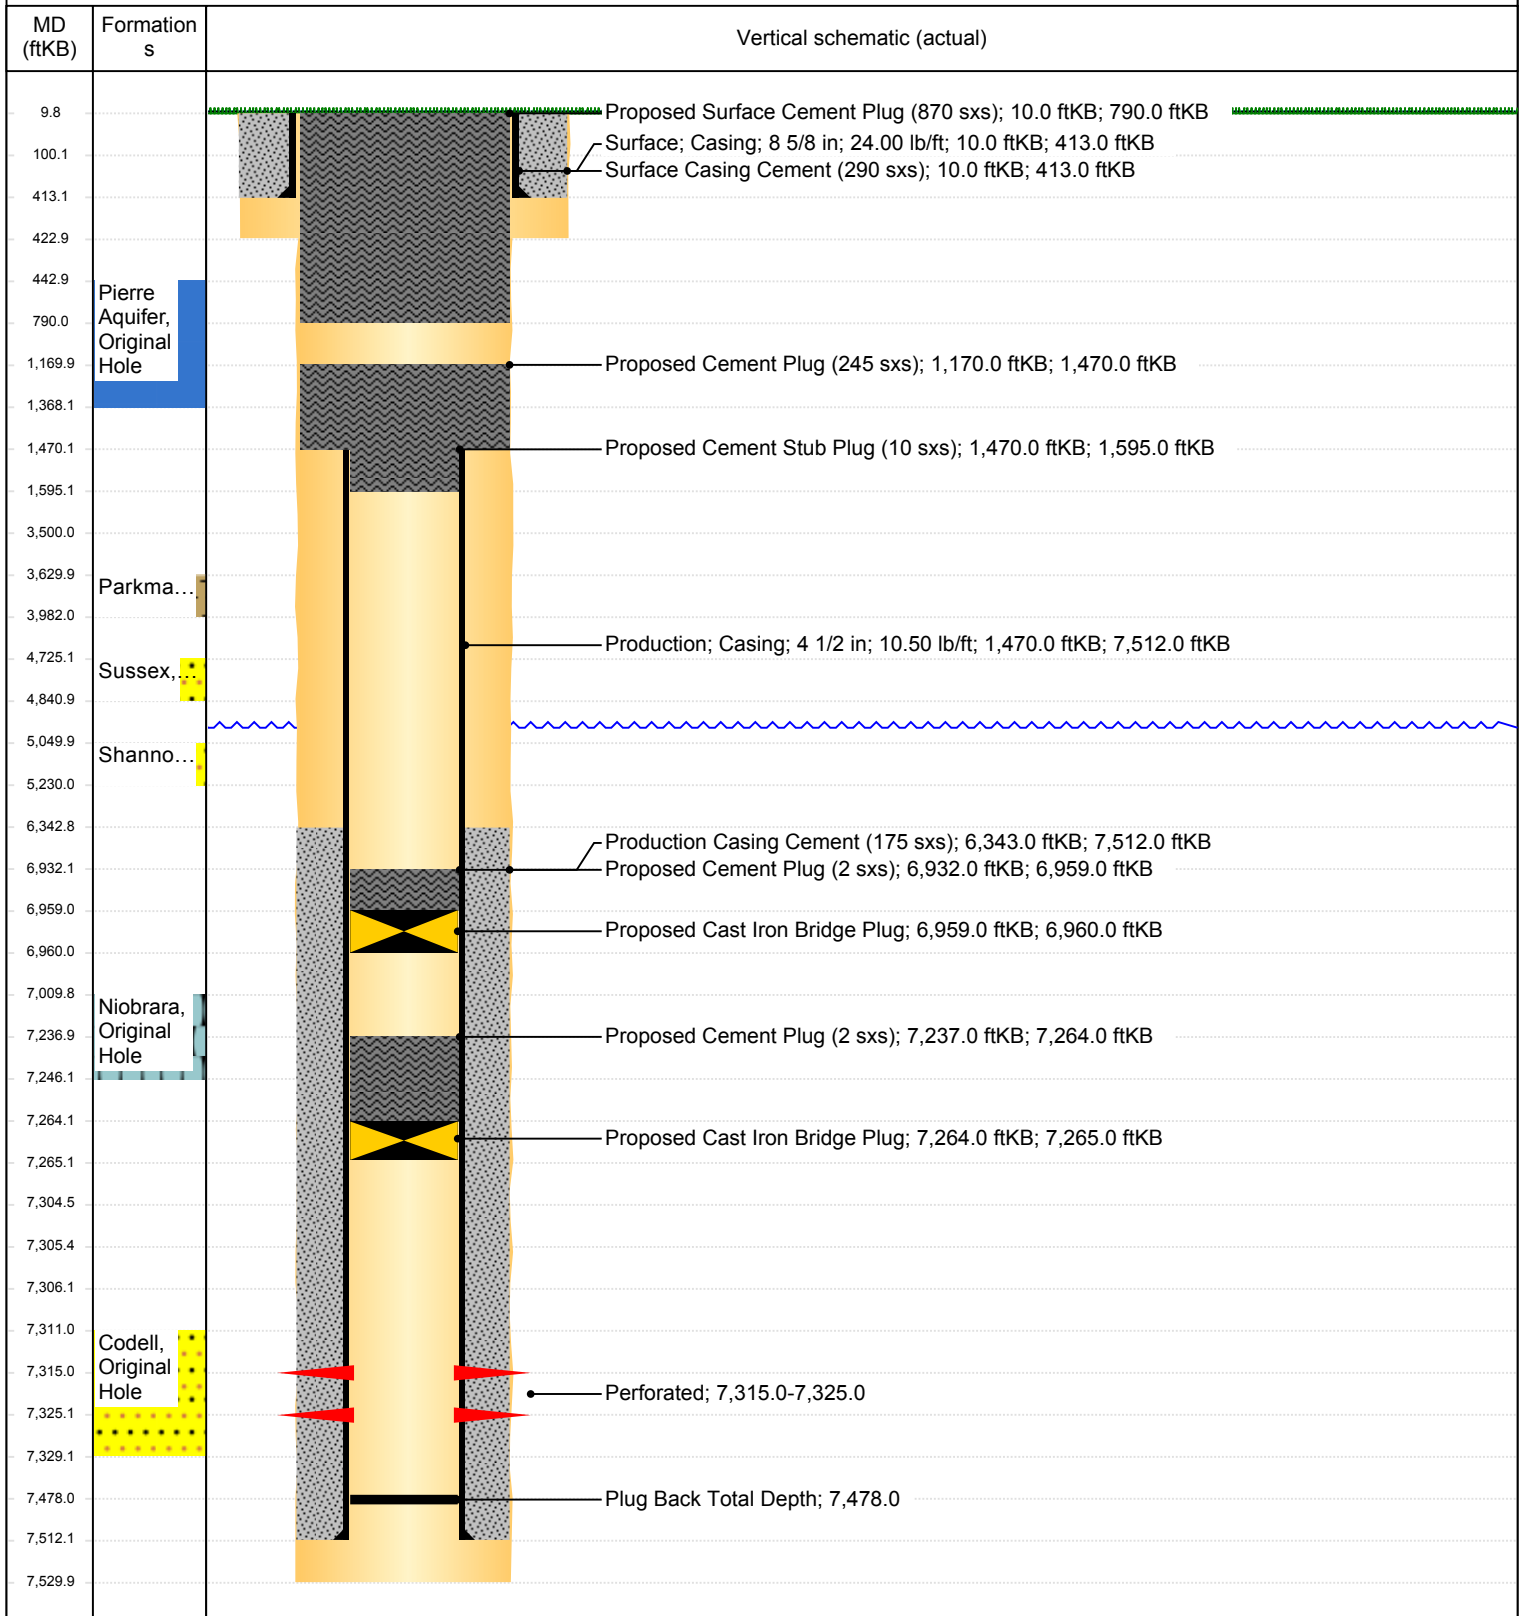 MD
(ftKB)
Formation
s
Vertical schematic (actual)
9.8
100.1
413.1
422.9
442.9
790.0
1,169.9
1,368.1
1,470.1
1,595.1
3,500.0
3,629.9
3,982.0
4,725.1
4,840.9
5,049.9
5,230.0
6,342.8
6,932.1
6,959.0
6,960.0
7,009.8
7,236.9
7,246.1
7,264.1
7,265.1
7,304.5
7,305.4
7,306.1
7,311.0
7,315.0
7,325.1
7,329.1
7,478.0
7,512.1
7,529.9
Pierre
Aquifer,
Original
Hole
Parkma...
Sussex,...
Shanno...
Niobrara,
Original
Hole
Codell,
Original
Hole
Proposed Surface Cement Plug (870 sxs); 10.0 ftKB; 790.0 ftKB
Surface; Casing; 8 5/8 in; 24.00 lb/ft; 10.0 ftKB; 413.0 ftKB
Surface Casing Cement (290 sxs); 10.0 ftKB; 413.0 ftKB
Proposed Cement Plug (245 sxs); 1,170.0 ftKB; 1,470.0 ftKB
Proposed Cement Stub Plug (10 sxs); 1,470.0 ftKB; 1,595.0 ftKB
Production; Casing; 4 1/2 in; 10.50 lb/ft; 1,470.0 ftKB; 7,512.0 ftKB
Production Casing Cement (175 sxs); 6,343.0 ftKB; 7,512.0 ftKB
Proposed Cement Plug (2 sxs); 6,932.0 ftKB; 6,959.0 ftKB
Proposed Cast Iron Bridge Plug; 6,959.0 ftKB; 6,960.0 ftKB
Proposed Cement Plug (2 sxs); 7,237.0 ftKB; 7,264.0 ftKB
Proposed Cast Iron Bridge Plug; 7,264.0 ftKB; 7,265.0 ftKB
Perforated; 7,315.0-7,325.0
Plug Back Total Depth; 7,478.0